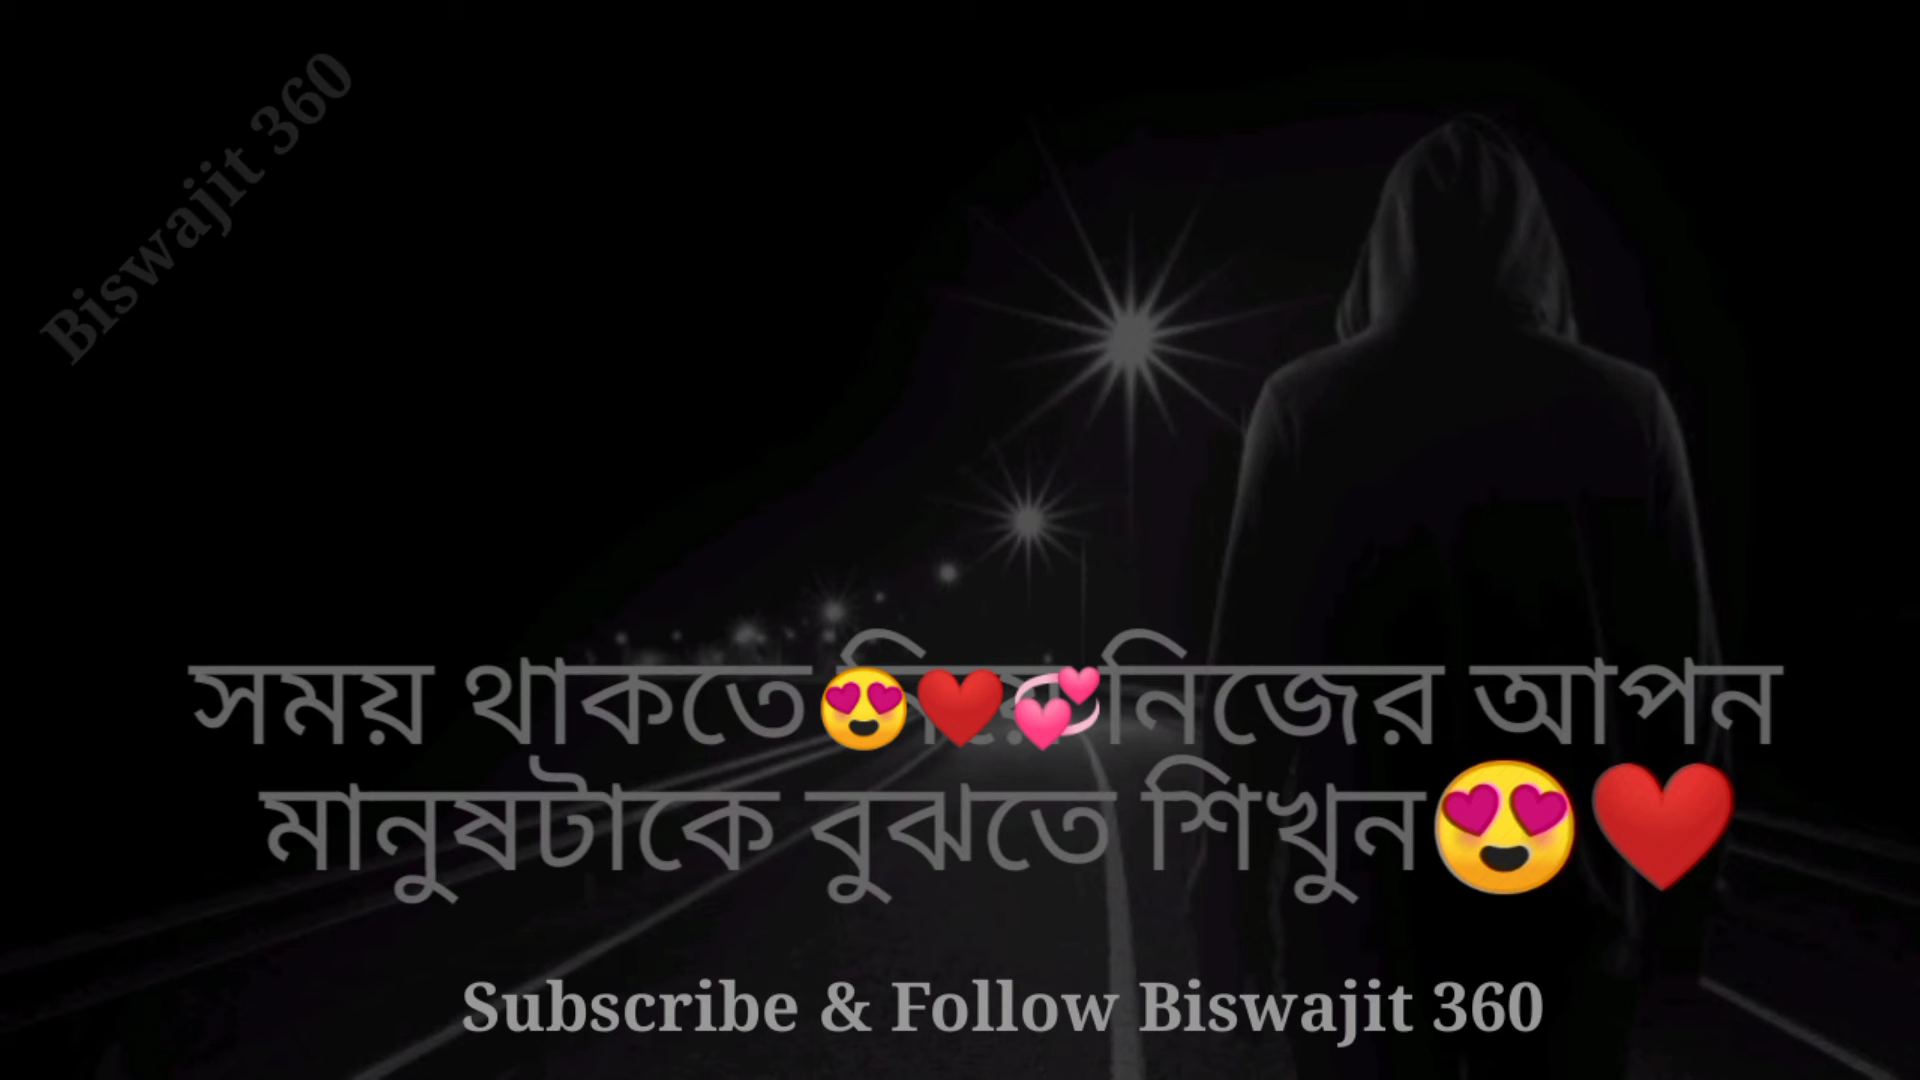 Biswajit 360
সময় থাকতে 😍❤️💞 নিজের আপন
মানুষটাকে বুঝতে শিখুন😍❤️
Subscribe & Follow Biswajit 360